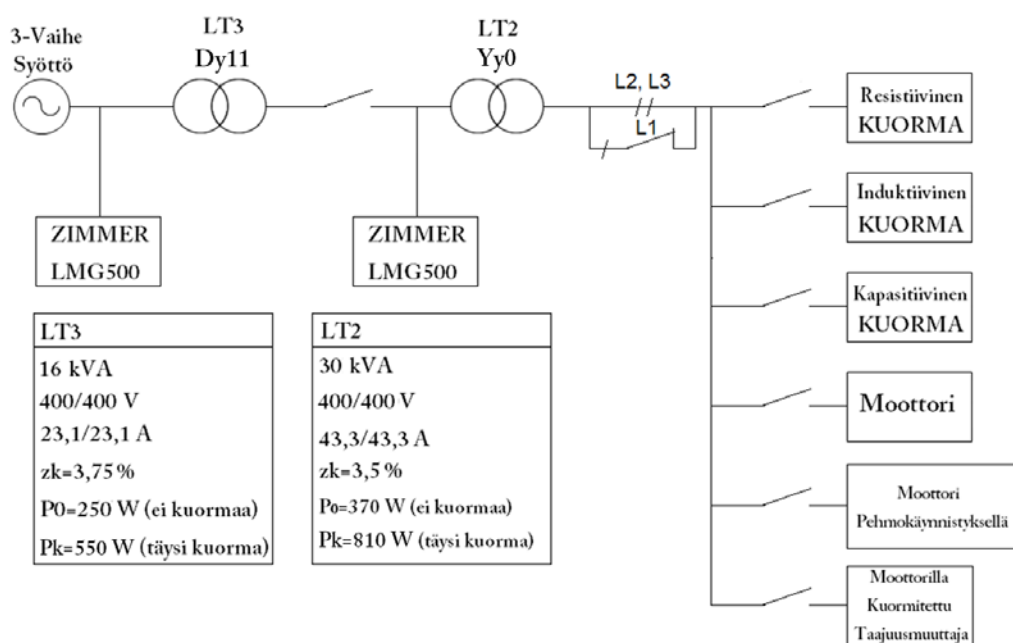 3-Vaihe
Syöttö
LT3
Dy11
LT2
Yy0
L2, L3
L1
ZIMMER
LMG500
ZIMMER
LMG500
LT3
16 kVA
400/400 V
23,1/23,1 A
zk=3,75 %
P0=250 W (ei kuormaa)
Pk=550 W (täysi kuorma)
LT2
30 kVA
400/400 V
43,3/43,3 A
zk=3,5 %
P0=370 W (ei kuormaa)
Pk=810 W (täysi kuorma)
Resistiivinen
KUORMA
Induktiivinen
KUORMA
Kapasitiivinen
KUORMA
Moottori
Moottori
Pehmokäynnistyksellä
Moottorilla
Kuormitettu
Taajuusmuuttaja